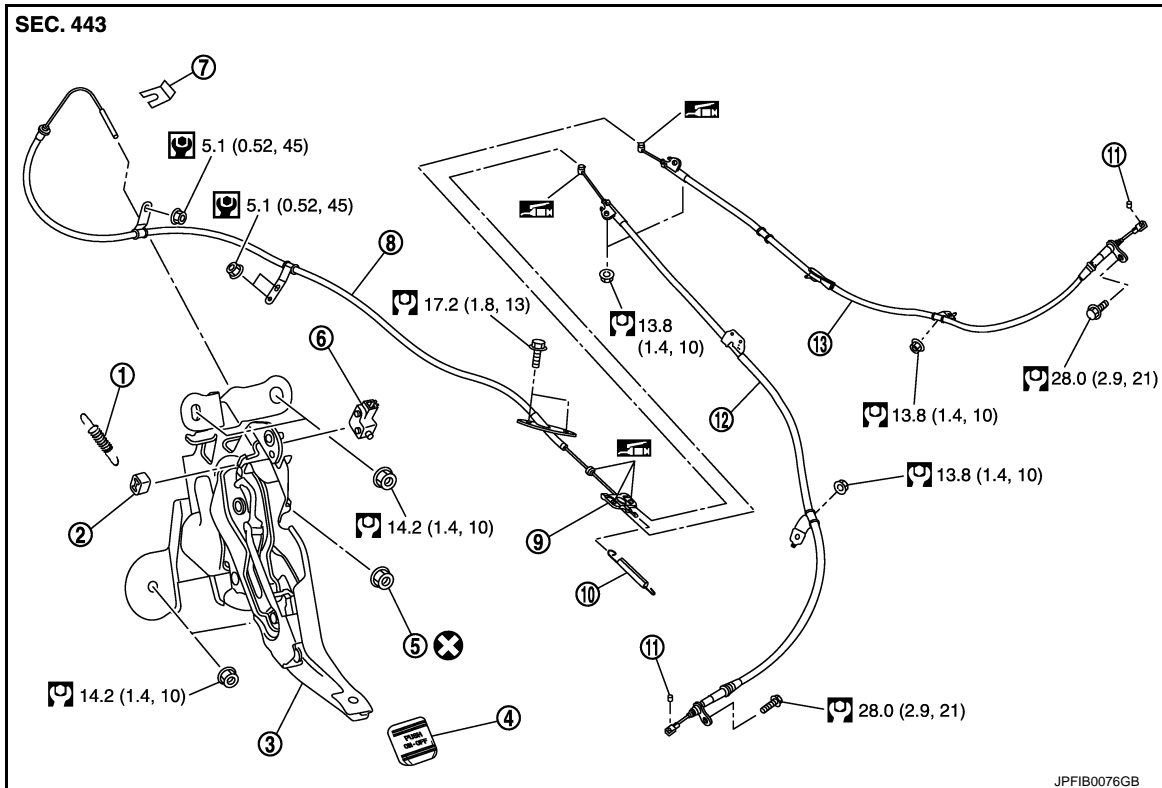 SEC. 443
7
11
5.1 (0.52, 45)
5.1 (0.52, 45)
8
17.2 (1.8, 13)
13.8
(1.4, 10)
13
6
28.0 (2.9, 21)
1
12
13.8 (1.4, 10)
13.8 (1.4, 10)
2
14.2 (1.4, 10)
9
10
5
11
14.2 (1.4, 10)
28.0 (2.9, 21)
3
4
PUSH
ON-OFF
JPFIB0076GB